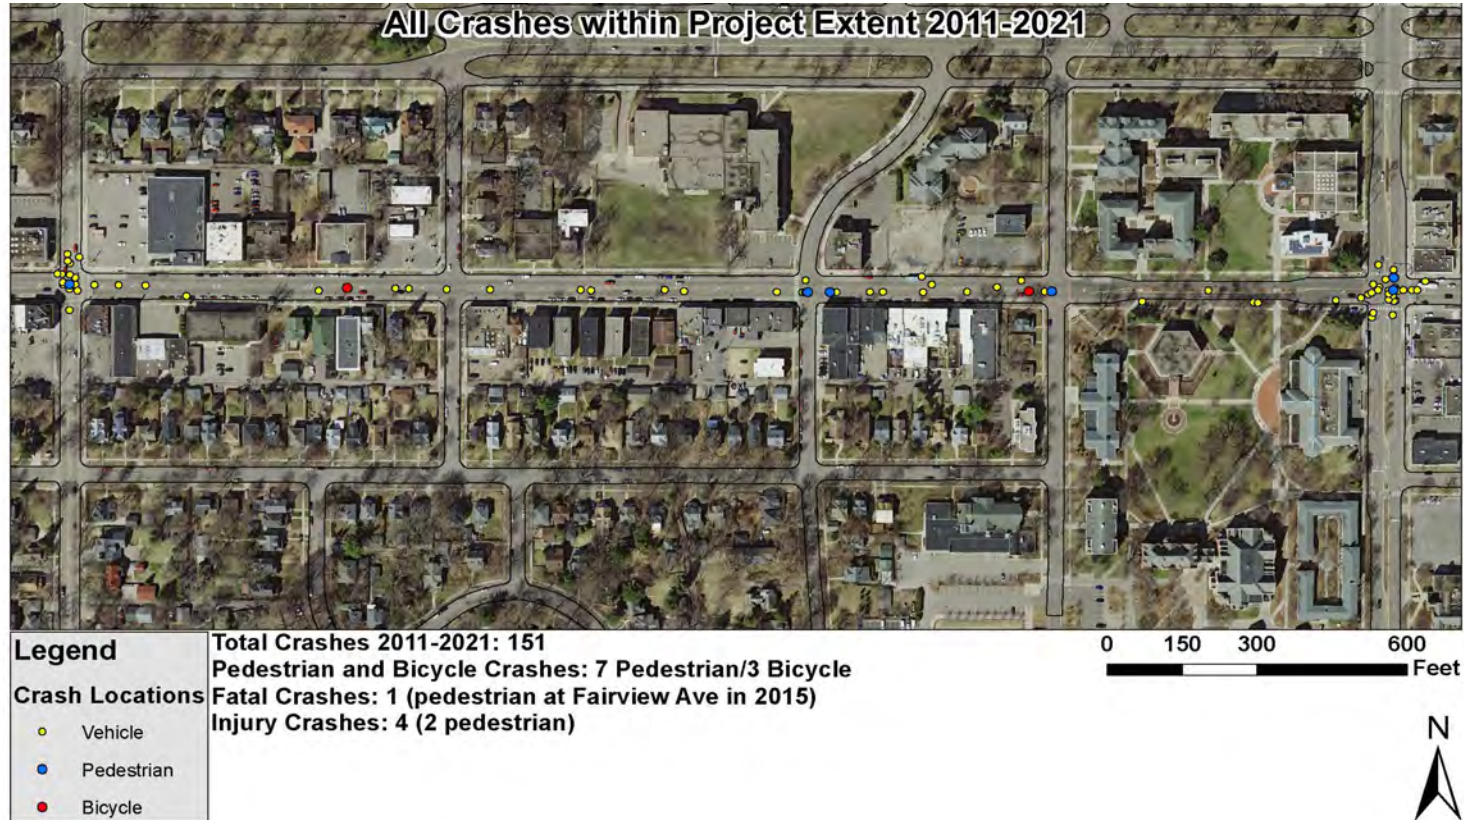 All Crashes within Project Extent 2011-2021
Text
Legend
Crash Locations
Vehicle
Pedestrian
Bicycle
Total Crashes 2011-2021: 151
Pedestrian and Bicycle Crashes: 7 Pedestrian/3 Bicycle
Fatal Crashes: 1 (pedestrian at Fairview Ave in 2015)
Injury Crashes: 4 (2 pedestrian)
0 150 300 600
Feet
N